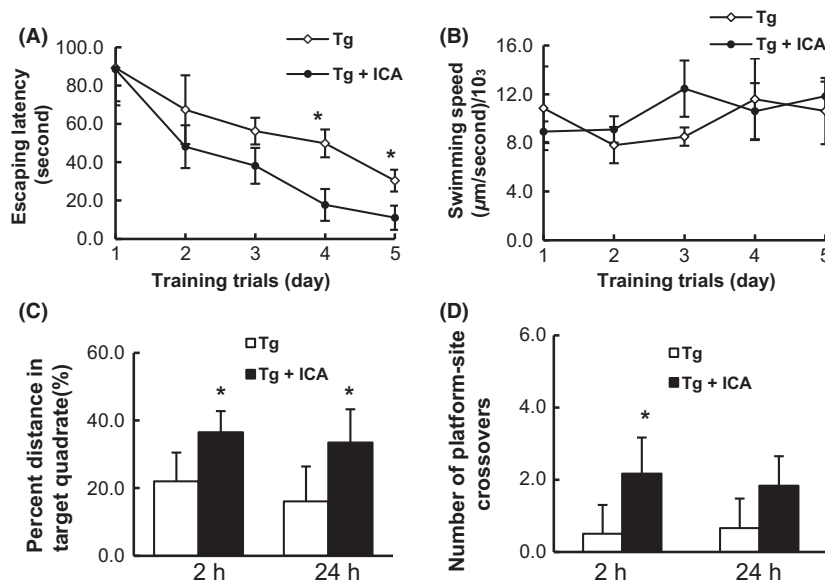 (A)
Tg
Tg + ICA
100.0
80.0
60.0
40.0
20.0
0.0
Escaping latency
(second)
*
*
1 2 3 4 5
Training trials (day)
(B)
Tg
Tg + ICA
16.0
12.0
8.0
4.0
0.0
Swimming speed
(µm/second)/10₃
1 2 3 4 5
Training trials (day)
(C)
Tg
Tg + ICA
60.0
40.0
20.0
0.0
Percent distance in
target quadrate(%)
*
*
2 h 24 h
(D)
Tg
Tg + ICA
6.0
4.0
2.0
0.0
Number of platform-site
crossovers
*
2 h 24 h